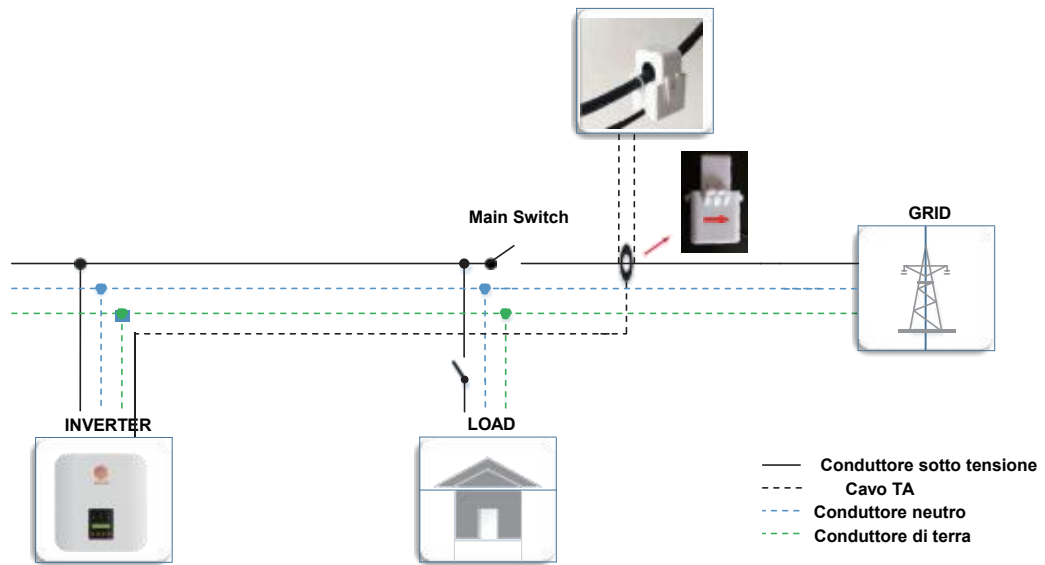 Main Switch
GRID
INVERTER
LOAD
Conduttore sotto tensione
Cavo TA
Conduttore neutro
Conduttore di terra